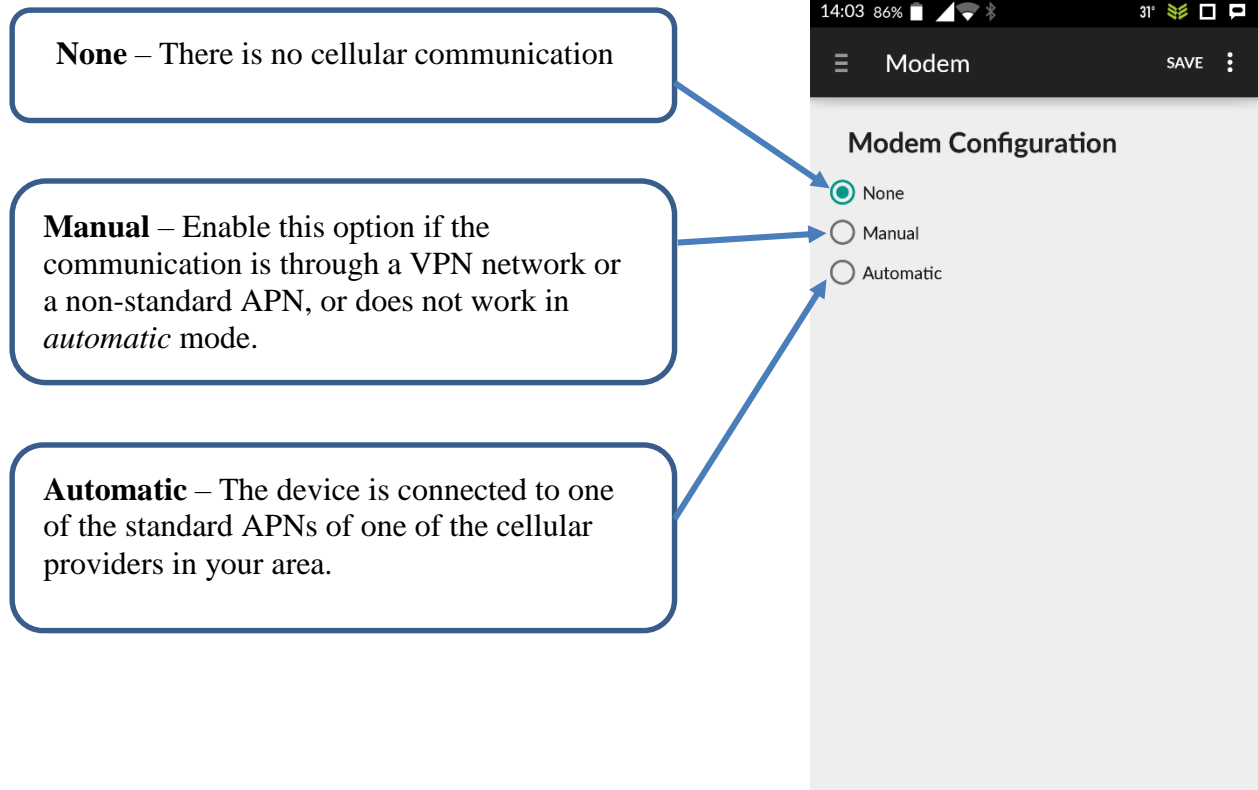 None – There is no cellular communication
Manual – Enable this option if the
communication is through a VPN network or
a non-standard APN, or does not work in
automatic mode.
Automatic – The device is connected to one
of the standard APNs of one of the cellular
providers in your area.
14:03 86% 31°
Modem SAVE
Modem Configuration
None
Manual
Automatic